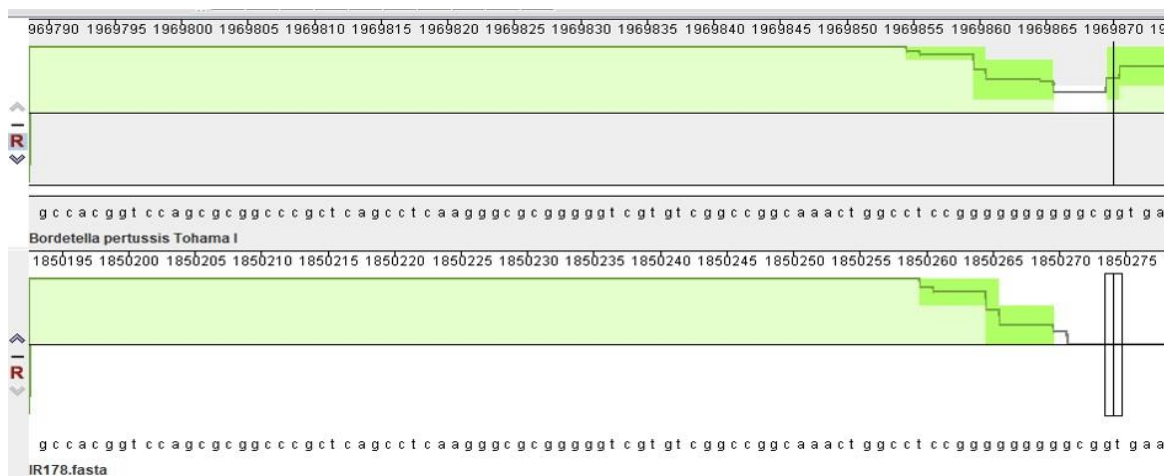 969790 1969795 1969800 1969805 1969810 1969815 1969820 1969825 1969830 1969835 1969840 1969845 1969850 1969855 1969860 1969865 1969870 19
R
g c c a c g g t c c a g c g c g g c c c g c t c a g c c t c a a g g g c g c g g g g g t c g t g t c g g c c g g c a a a c t g g c c t c c g g g g g g g g g g c g g t g a
Bordetella pertussis Tohama I
1850195 1850200 1850205 1850210 1850215 1850220 1850225 1850230 1850235 1850240 1850245 1850250 1850255 1850260 1850265 1850270 1850275
R
g c c a c g g t c c a g c g c g g c c c g c t c a g c c t c a a g g g c g c g g g g g t c g t g t c g g c c g g c a a a c t g g c c t c c g g g g g g g g g c g g t g a a
IR178.fasta